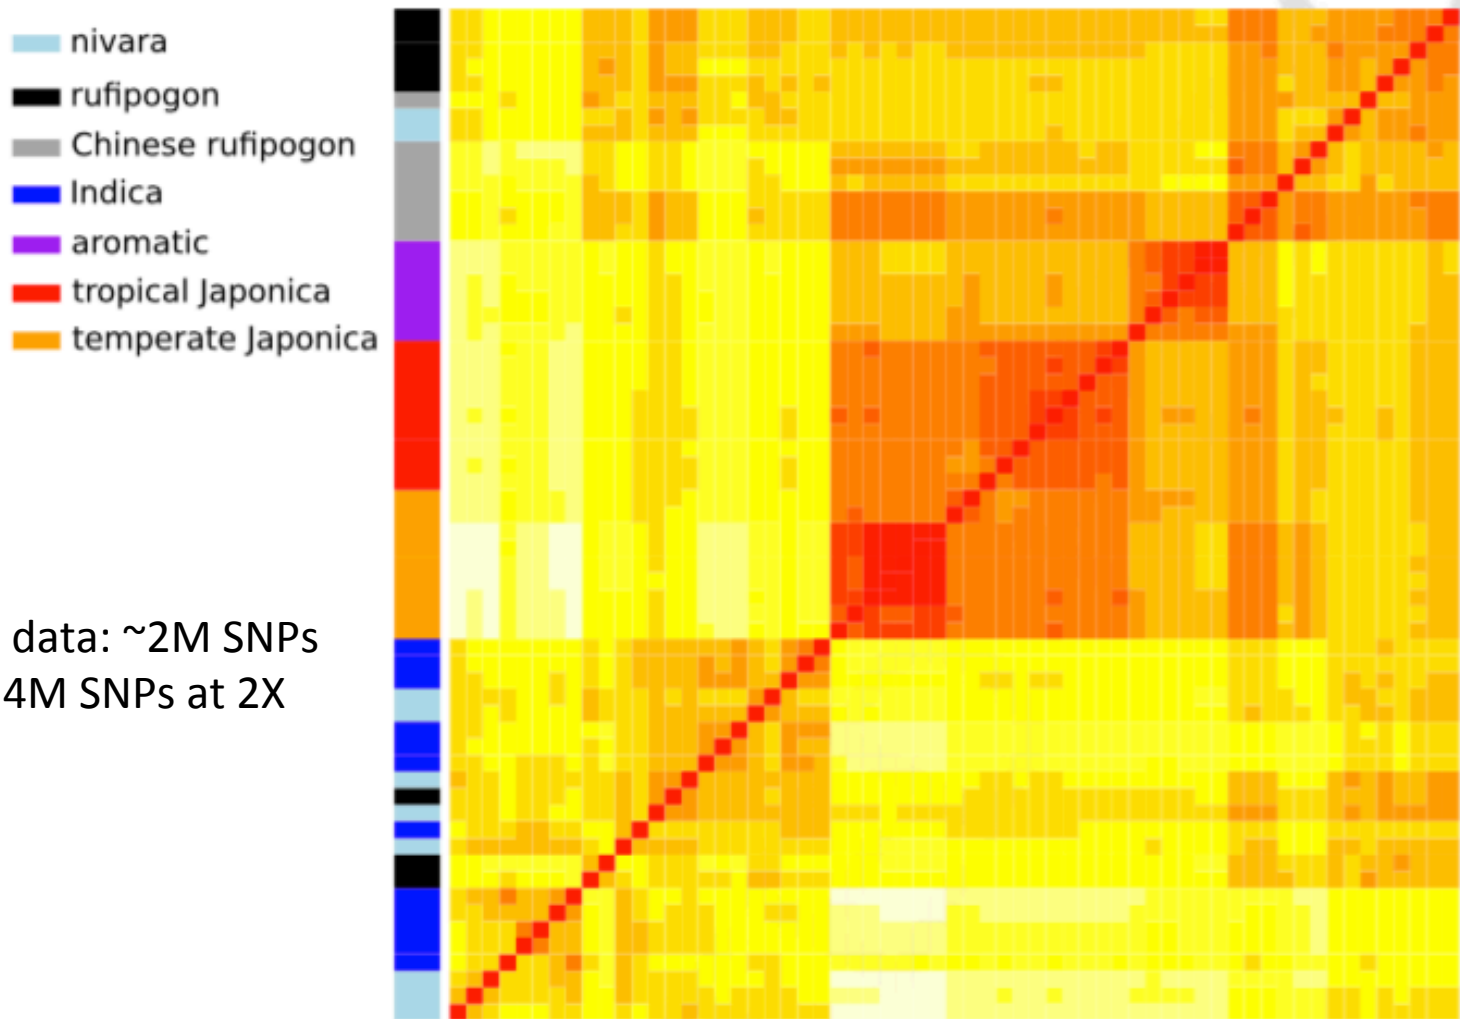 nivara
rufipogon
Chinese rufipogon
Indica
aromatic
tropical Japonica
temperate Japonica
data: ~2M SNPs
4M SNPs at 2X